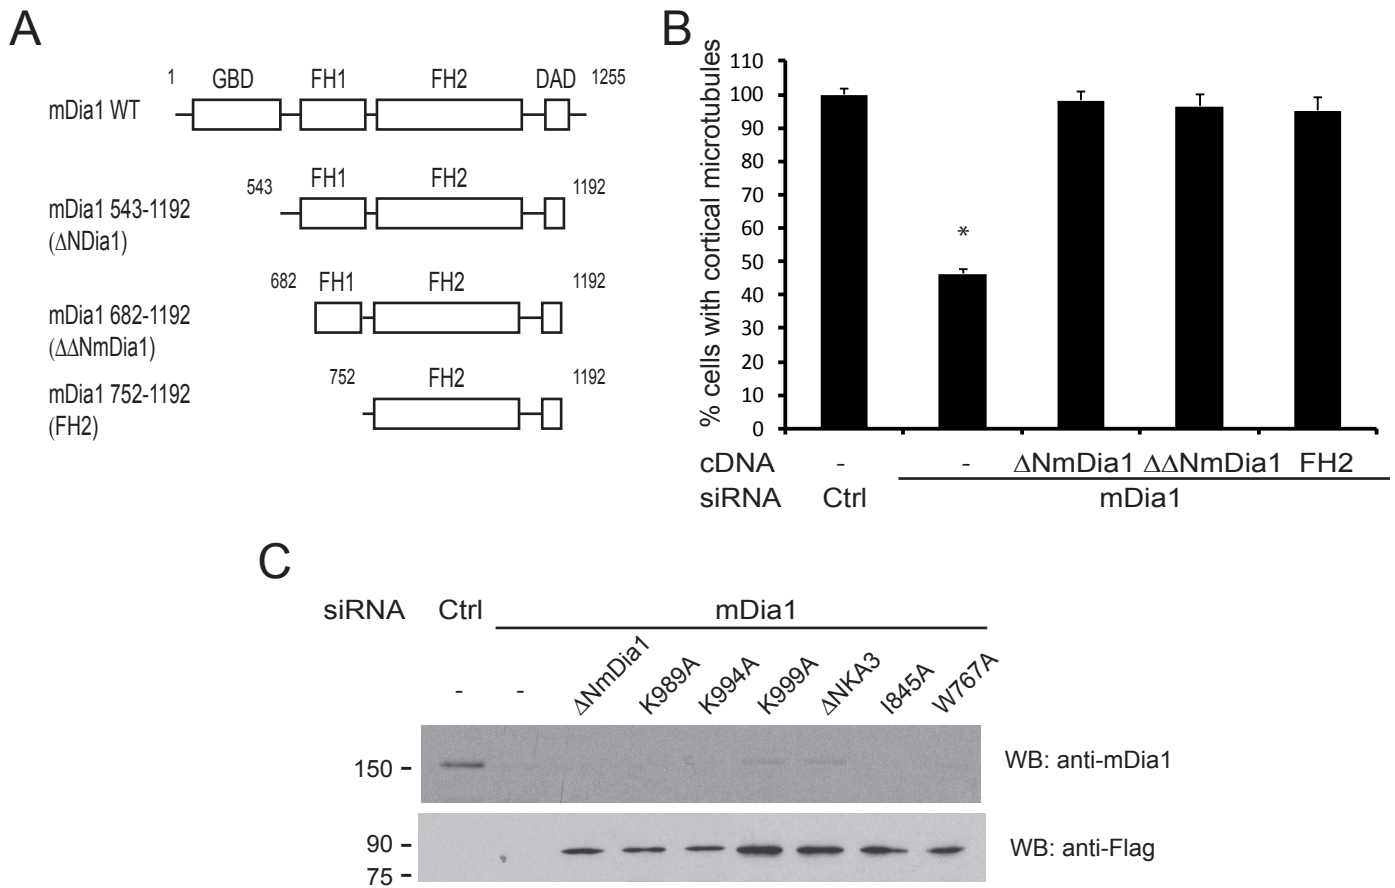 A
1 GBD FH1 FH2 DAD 1255
mDia1 WT
543 FH1 FH2 1192
mDia1 543-1192
(ΔNDia1)
682 FH1 FH2 1192
mDia1 682-1192
(ΔΔNmDia1)
752 FH2 1192
mDia1 752-1192
(FH2)
B
% cells with cortical microtubules
110
100
90
80
70
60
50
40
30
20
10
0
*
cDNA - - ΔNmDia1 ΔΔNmDia1 FH2
siRNA Ctrl mDia1
C
siRNA Ctrl mDia1
- - ΔNmDia1 K989A K994A K999A ΔNKA3 I845A W767A
150 WB: anti-mDia1
90 WB: anti-Flag
75